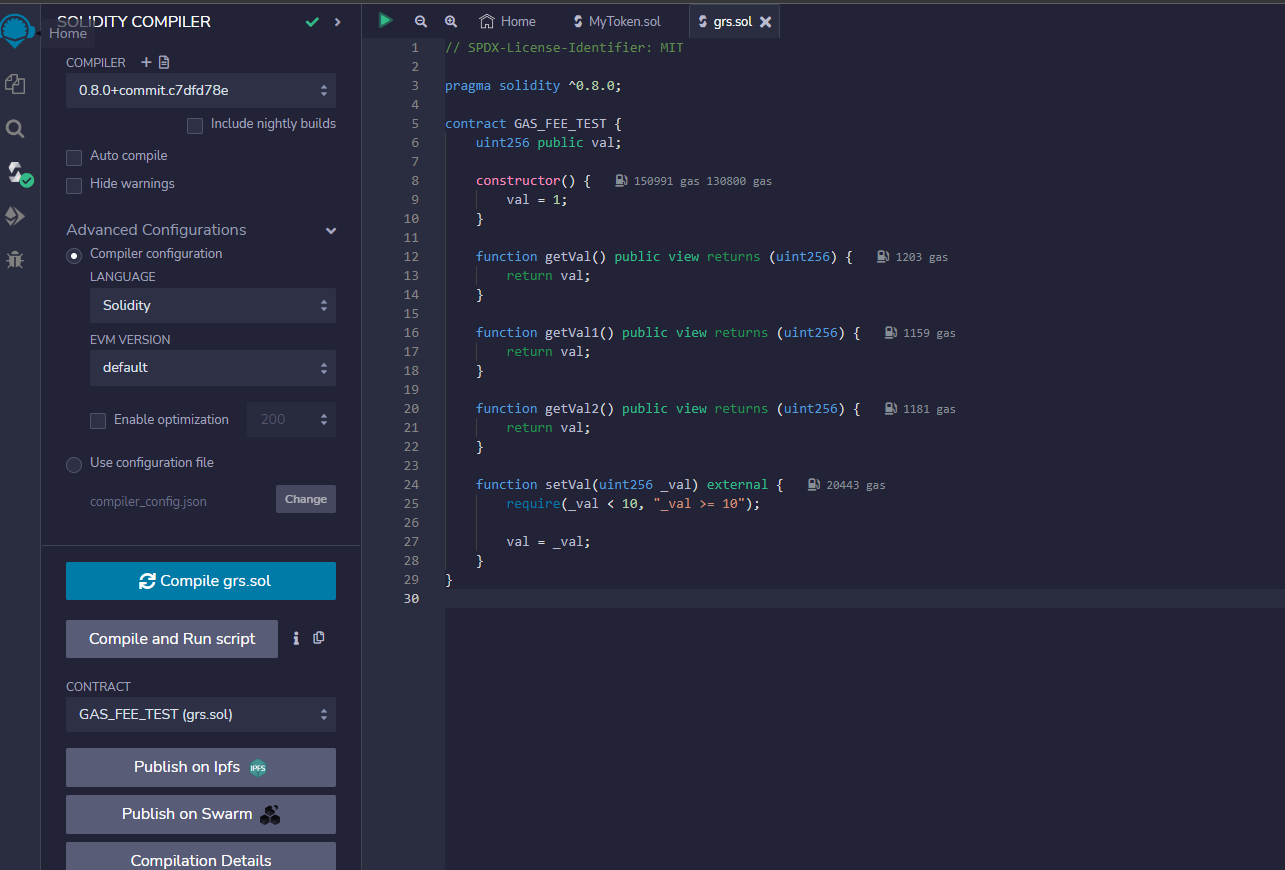 SOLIDITY COMPILER
Home
COMPILER
0.8.0+commit.c7dfd78e
Include nightly builds
Auto compile
Hide warnings
Advanced Configurations
Compiler configuration
LANGUAGE
Solidity
EVM VERSION
default
Enable optimization 200
Use configuration file
compiler_config.json Change
Compile grs.sol
Compile and Run script
CONTRACT
GAS_FEE_TEST (grs.sol)
Publish on Ipfs IPFS
Publish on Swarm
Compilation Details
Home MyToken.sol grs.sol
1 // SPDX-License-Identifier: MIT
2
3 pragma solidity ^0.8.0;
4
5 contract GAS_FEE_TEST {
6 uint256 public val;
7
8 constructor() { 150991 gas 130800 gas
9 val = 1;
10 }
11
12 function getVal() public view returns (uint256) { 1203 gas
13 return val;
14 }
15
16 function getVal1() public view returns (uint256) { 1159 gas
17 return val;
18 }
19
20 function getVal2() public view returns (uint256) { 1181 gas
21 return val;
22 }
23
24 function setVal(uint256 _val) external { 20443 gas
25 require(_val < 10, "_val >= 10");
26
27 val = _val;
28 }
29 }
30